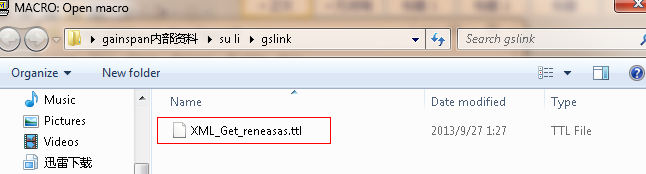 MACRO: Open macro
gainspan内部资料 ▸ su li ▸ gslink
Search gslink
Organize ▾ New folder
Name Date modified Type
Music
XML_Get_reneasas.ttl 2013/9/27 1:27 TTL File
Pictures
Videos
迅雷下载